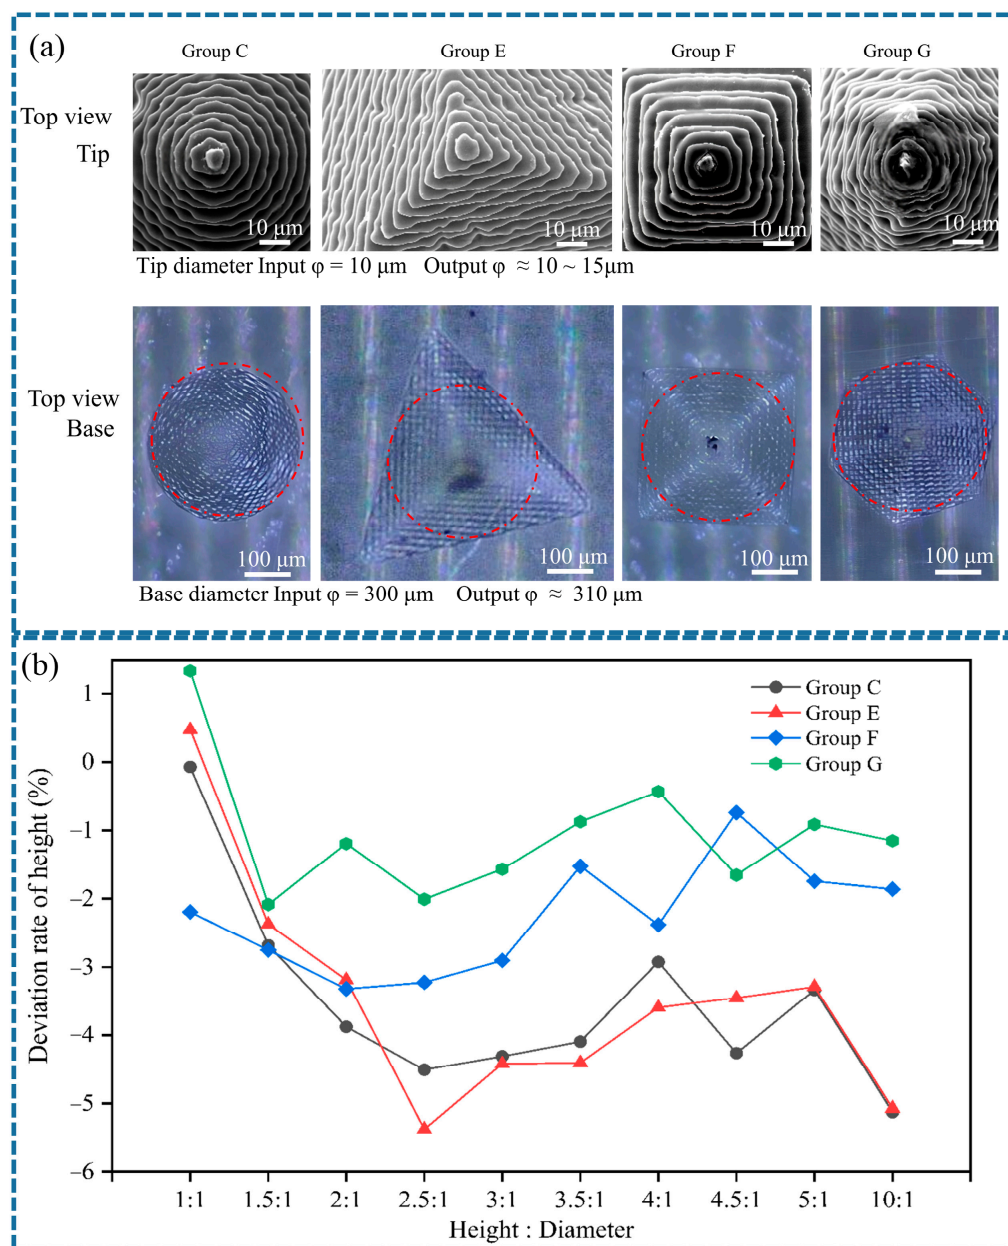 (a)
Group C Group E Group F Group G
Top view
Tip
10 μm 10 μm 10 μm 10 μm
Tip diameter Input φ = 10 μm Output φ ≈ 10 ~ 15μm
Top view
Base
100 μm 100 μm 100 μm 100 μm
Base diameter Input φ = 300 μm Output φ ≈ 310 μm
(b)
Group C
Group E
Group F
Group G
Deviation rate of height (%)
1
0
−1
−2
−3
−4
−5
−6
1:1 1.5:1 2:1 2.5:1 3:1 3.5:1 4:1 4.5:1 5:1 10:1
Height : Diameter